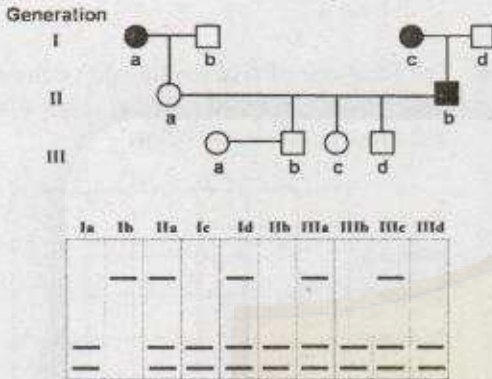 Generation
I
a b c d
II
a b
III
a b c d
Ia Ib IIa Ic Id IIb IIIa IIIb IIIc IIId